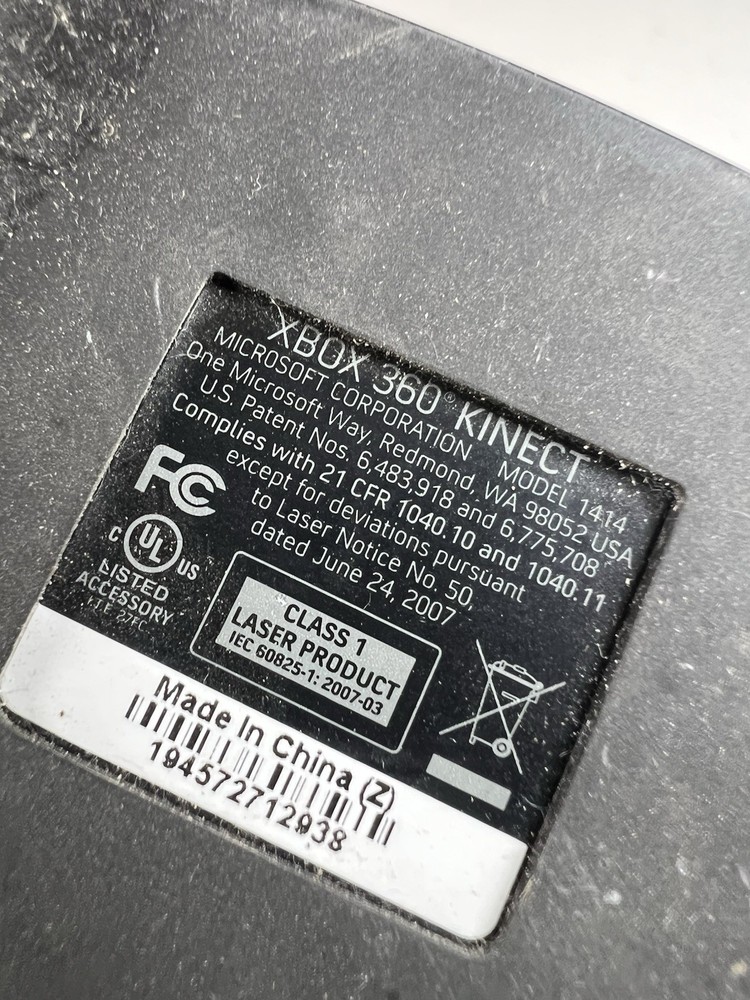 XBOX 360® KINECT
MICROSOFT CORPORATION MODEL 1414
One Microsoft Way, Redmond, WA 98052 USA
U.S. Patent Nos. 6,483,918 and 6,775,708
Complies with 21 CFR 1040.10 and 1040.11
except for deviations pursuant
to Laser Notice No. 50,
dated June 24, 2007
FC
C UL US
LISTED
ACCESSORY
CLASS 1
LASER PRODUCT
IEC 60825-1: 2007-03
Made In China (Z)
194572712938